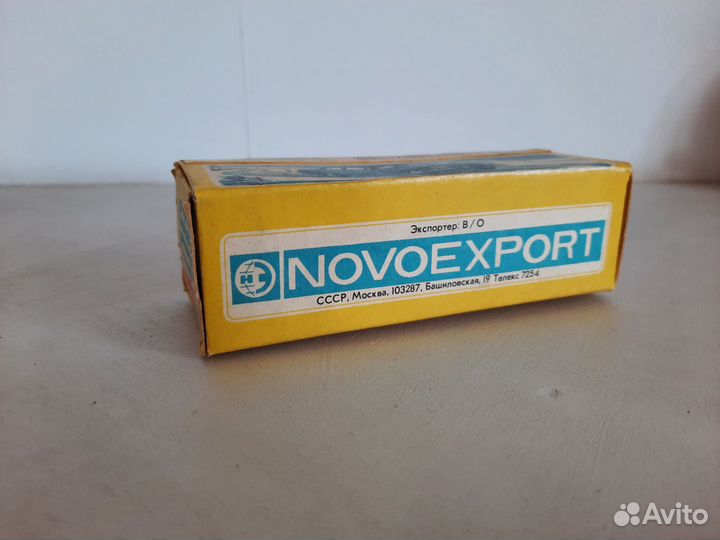 Экспортер: В / О
NOVOEXPORT
СССР, Москва, 103287, Башиловская, 19 Телекс 7254
Avito